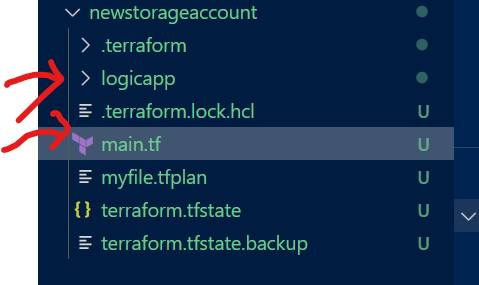 newstorageaccount
.terraform
logicapp
.terraform.lock.hcl U
main.tf U
myfile.tfplan U
{} terraform.tfstate U
terraform.tfstate.backup U